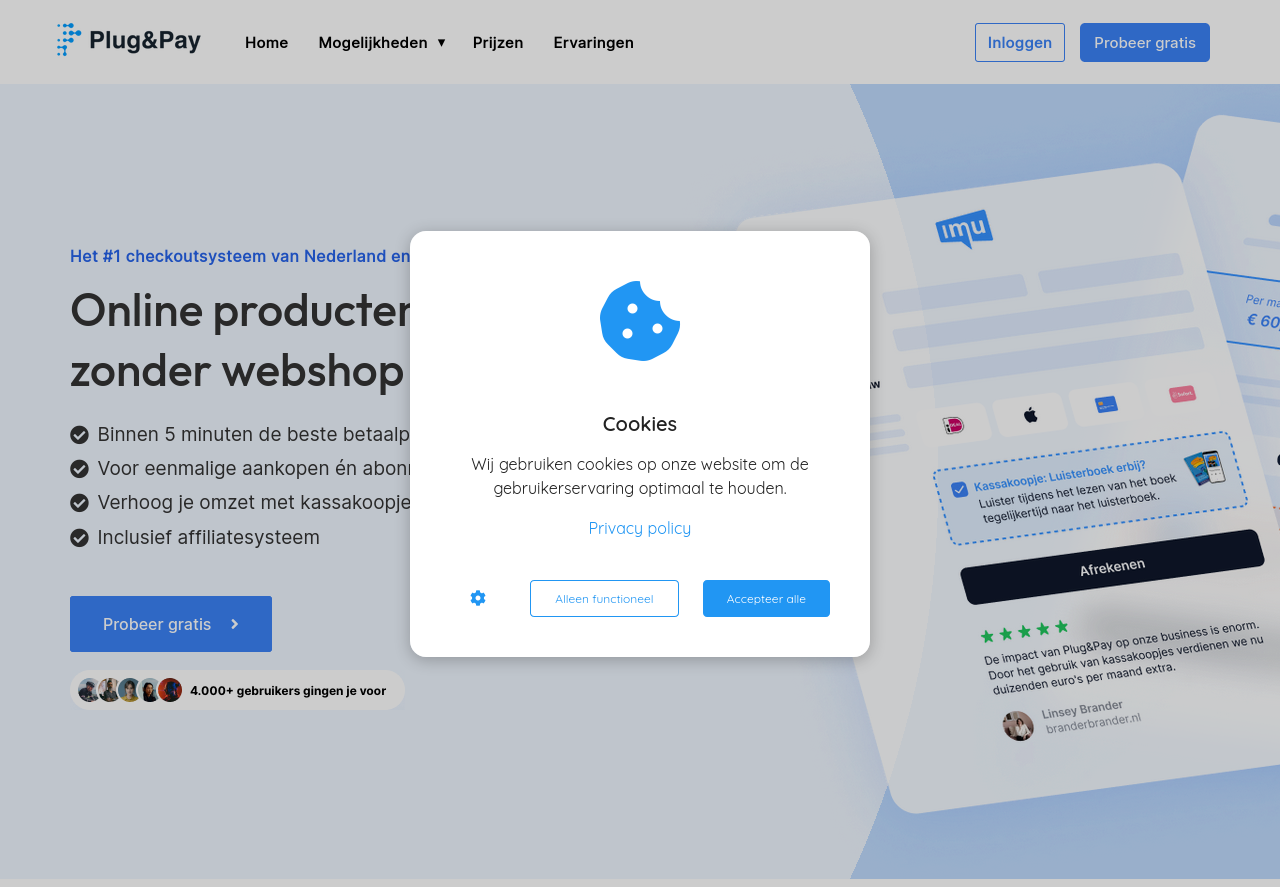 Plug&Pay
Home
Mogelijkheden ▼
Prijzen
Ervaringen
Inloggen
Probeer gratis
Het #1 checkoutsysteem van Nederland en
Online producten
zonder webshop
Binnen 5 minuten de beste betaalp
Voor eenmalige aankopen én abonn
Verhoog je omzet met kassakoopje
Inclusief affiliatesysteem
Probeer gratis
4.000+ gebruikers gingen je voor
Cookies
Wij gebruiken cookies op onze website om de
gebruikerservaring optimaal te houden.
Privacy policy
Alleen functioneel
Accepteer alle
imu
Per ma
€ 60,
Kassakoopje: Luisterboek erbij?
Luister tijdens het lezen van het boek
tegelijkertijd naar het luisterboek.
Afrekenen
De impact van Plug&Pay op onze business is enorm.
Door het gebruik van kassakoopjes verdienen we nu
duizenden euro's per maand extra.
Linsey Brander
branderbrander.nl